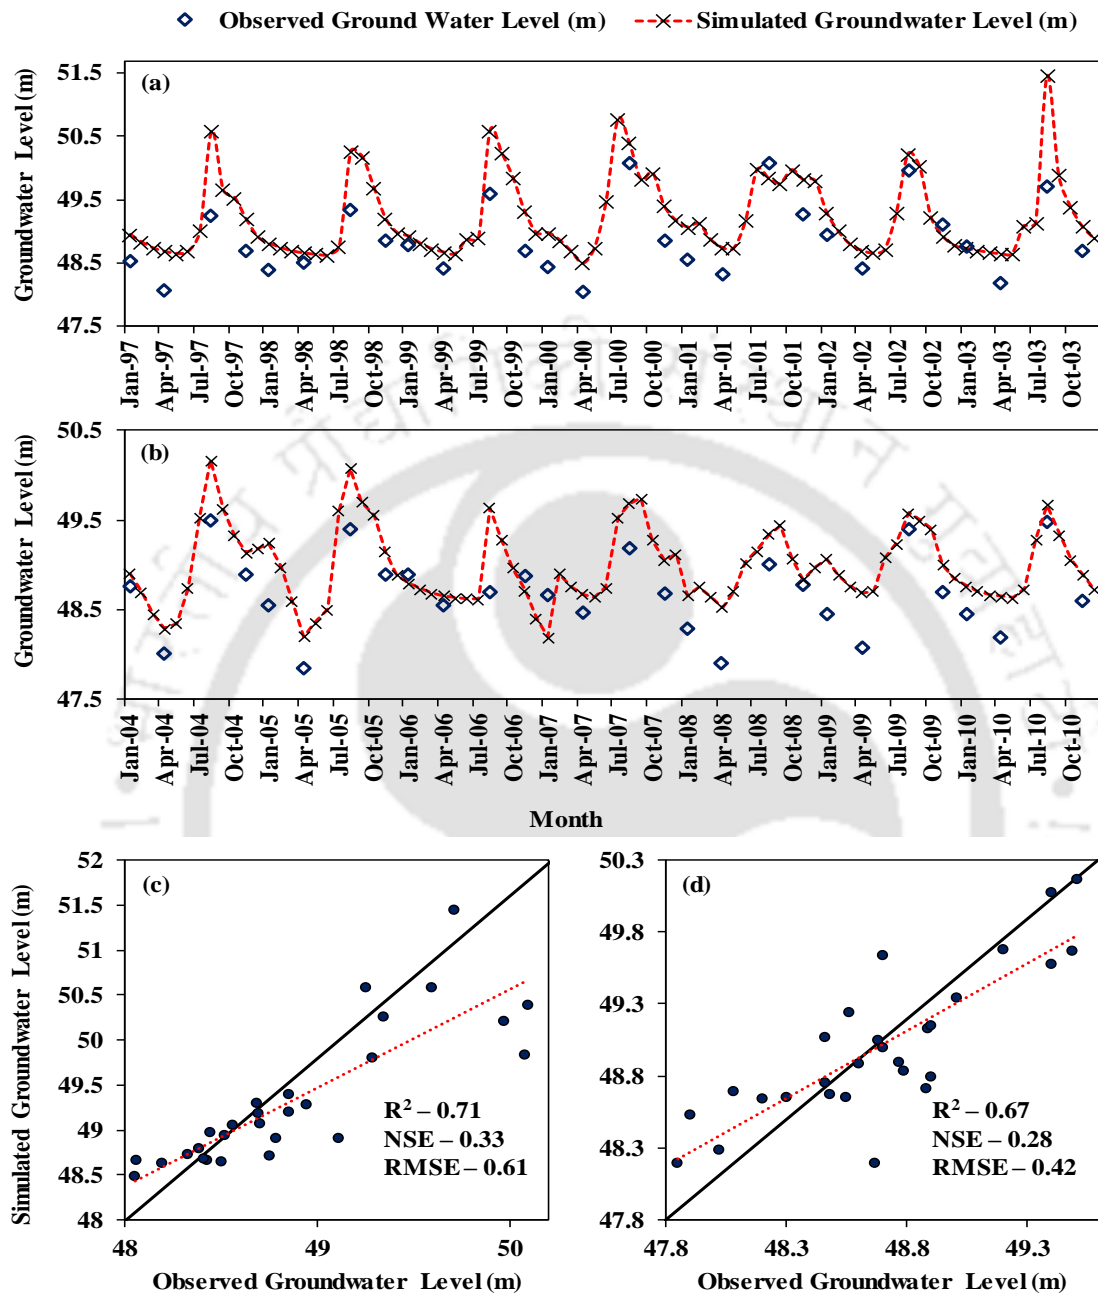 Observed Ground Water Level (m) Simulated Groundwater Level (m)
Groundwater Level (m)
51.5
50.5
49.5
48.5
47.5
(a)
Jan-97 Apr-97 Jul-97 Oct-97 Jan-98 Apr-98 Jul-98 Oct-98 Jan-99 Apr-99 Jul-99 Oct-99 Jan-00 Apr-00 Jul-00 Oct-00 Jan-01 Apr-01 Jul-01 Oct-01 Jan-02 Apr-02 Jul-02 Oct-02 Jan-03 Apr-03 Jul-03 Oct-03
Groundwater Level (m)
50.5
49.5
48.5
47.5
(b)
Jan-04 Apr-04 Jul-04 Oct-04 Jan-05 Apr-05 Jul-05 Oct-05 Jan-06 Apr-06 Jul-06 Oct-06 Jan-07 Apr-07 Jul-07 Oct-07 Jan-08 Apr-08 Jul-08 Oct-08 Jan-09 Apr-09 Jul-09 Oct-09 Jan-10 Apr-10 Jul-10 Oct-10
Month
Simulated Groundwater Level (m)
52
51.5
51
50.5
50
49.5
49
48.5
48
(c)
R² – 0.71
NSE – 0.33
RMSE – 0.61
48 49 50
Observed Groundwater Level (m)
50.3
49.8
49.3
48.8
48.3
47.8
(d)
R² – 0.67
NSE – 0.28
RMSE – 0.42
47.8 48.3 48.8 49.3
Observed Groundwater Level (m)